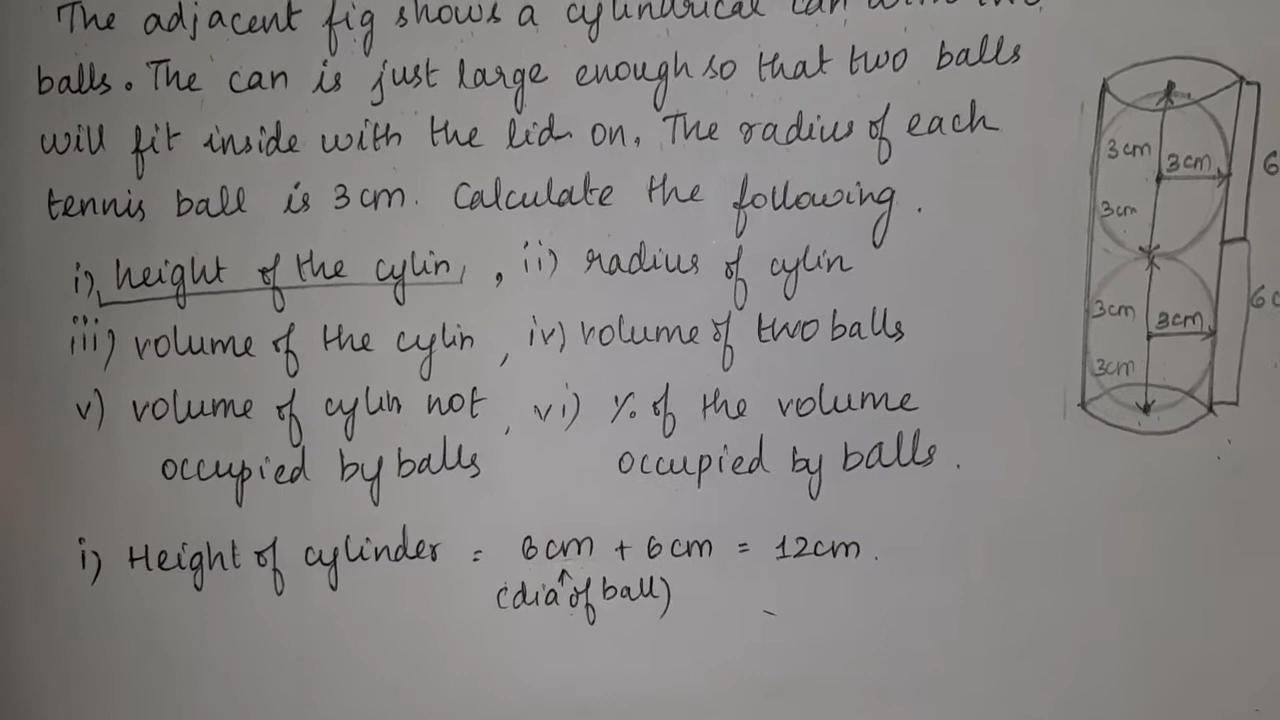 The adjacent fig shows a cylindrical can with two
balls. The can is just large enough so that two balls
will fit inside with the lid on. The radius of each
tennis ball is 3 cm. Calculate the following.
i) height of the cylin, , ii) radius of cylin
iii) volume of the cylin , iv) volume of two balls
v) volume of cylin not , vi) % of the volume
occupied by balls occupied by balls.
i) Height of cylinder = 6cm + 6cm = 12cm.
(dia of ball)
3cm
3cm
6
3cm
3cm
3cm
6c
3cm